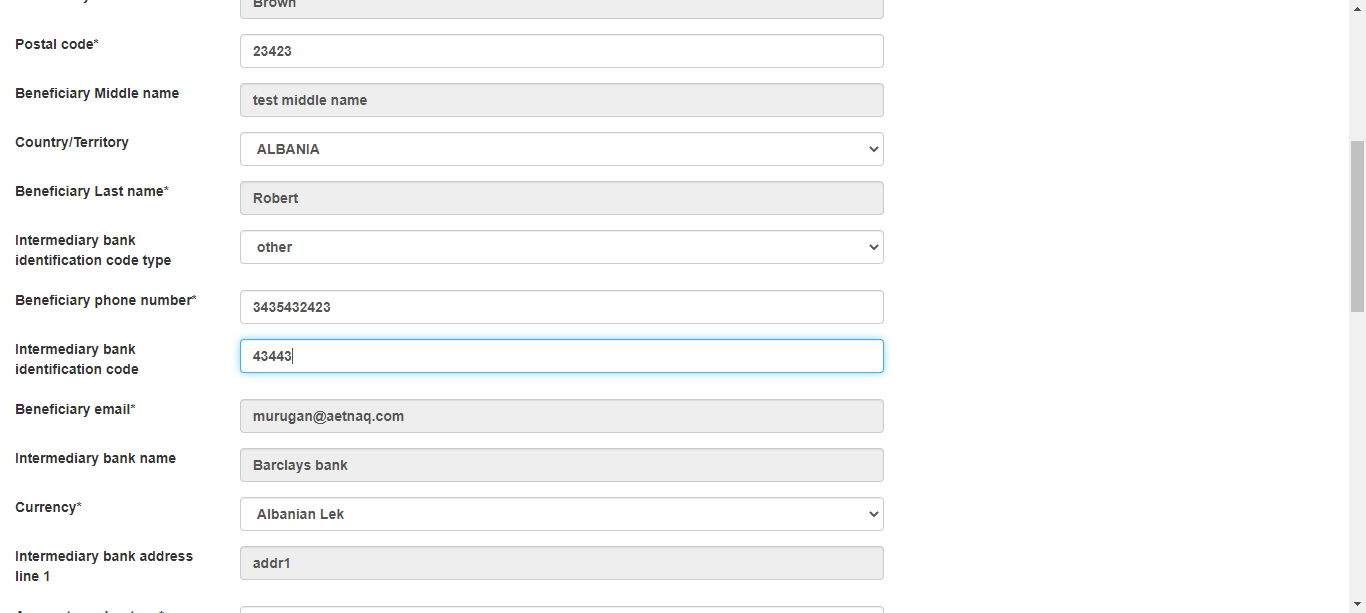 Brown
Postal code*
23423
Beneficiary Middle name
test middle name
Country/Territory
ALBANIA
Beneficiary Last name*
Robert
Intermediary bank
identification code type
other
Beneficiary phone number*
3435432423
Intermediary bank
identification code
43443
Beneficiary email*
murugan@aetnaq.com
Intermediary bank name
Barclays bank
Currency*
Albanian Lek
Intermediary bank address
line 1
addr1